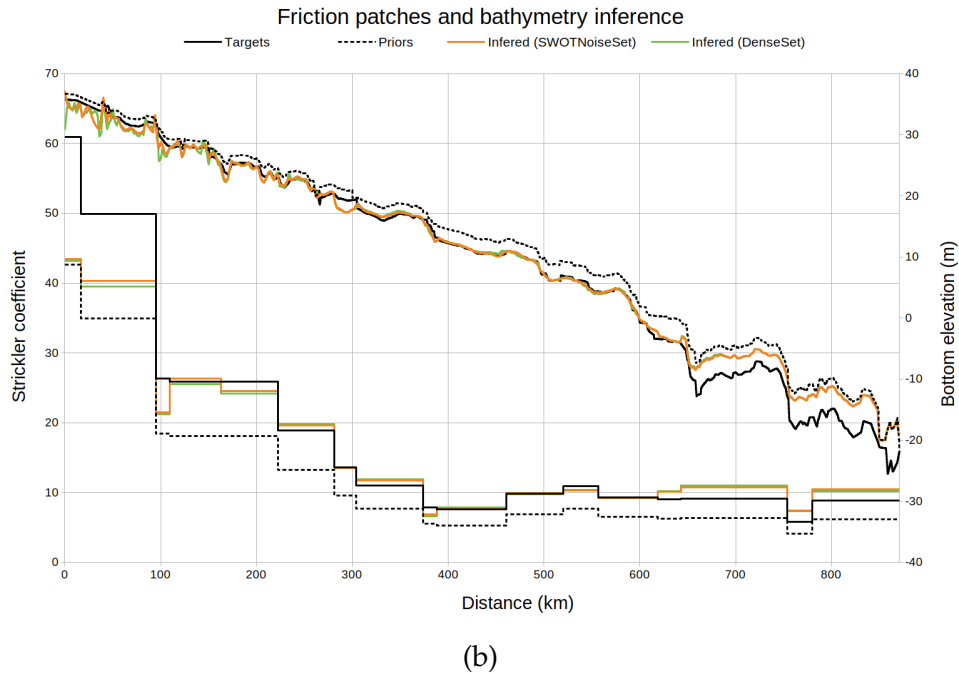 Friction patches and bathymetry inference
Targets Priors Infered (SWOTNoiseSet) Infered (DenseSet)
70 40
60 30
50 20
40 10
30 0
20 -10
10 -20
0 -30
-40
Strickler coefficient
Bottom elevation (m)
0 100 200 300 400 500 600 700 800
Distance (km)
(b)